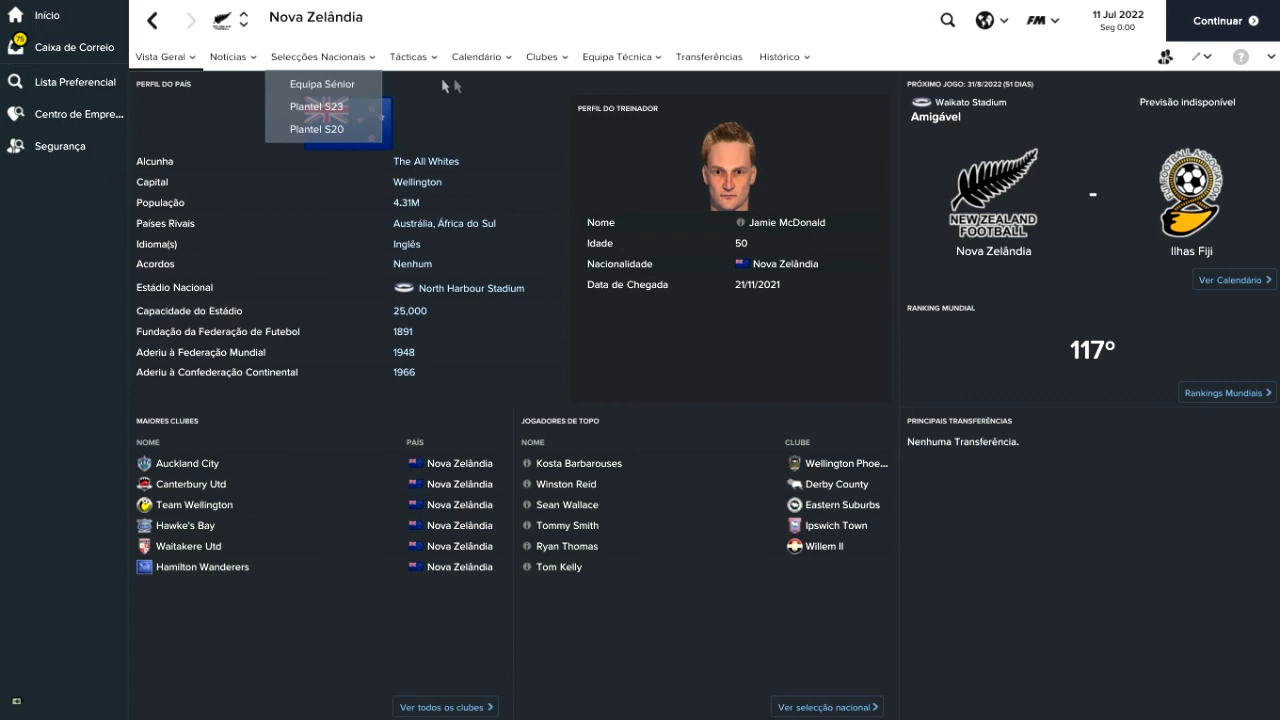 Início
75
Caixa de Correio
Lista Preferencial
Centro de Empre...
Segurança
Nova Zelândia
FM
11 Jul 2022
Seg 0:00
Continuar
Vista Geral
Notícias
Selecções Nacionais
Tácticas
Calendário
Clubes
Equipa Técnica
Transferências
Histórico
Equipa Sénior
Plantel S23
Plantel S20
PERFIL DO PAÍS
Alcunha The All Whites
Capital Wellington
População 4.31M
Países Rivais Austrália, África do Sul
Idioma(s) Inglês
Acordos Nenhum
Estádio Nacional North Harbour Stadium
Capacidade do Estádio 25,000
Fundação da Federação de Futebol 1891
Aderiu à Federação Mundial 1948
Aderiu à Confederação Continental 1966
PERFIL DO TREINADOR
Nome Jamie McDonald
Idade 50
Nacionalidade Nova Zelândia
Data de Chegada 21/11/2021
PRÓXIMO JOGO: 31/8/2022 (51 DIAS)
Waikato Stadium
Previsão indisponível
Amigável
NEW ZEALAND
FOOTBALL
-
FIJI FOOTBALL ASSOCIATION
Nova Zelândia
Ilhas Fiji
Ver Calendário
RANKING MUNDIAL
117º
Rankings Mundiais
MAIORES CLUBES
NOME PAÍS
Auckland City Nova Zelândia
Canterbury Utd Nova Zelândia
Team Wellington Nova Zelândia
Hawke's Bay Nova Zelândia
Waitakere Utd Nova Zelândia
Hamilton Wanderers Nova Zelândia
Ver todos os clubes
JOGADORES DE TOPO
NOME CLUBE
Kosta Barbarouses Wellington Phoe...
Winston Reid Derby County
Sean Wallace Eastern Suburbs
Tommy Smith Ipswich Town
Ryan Thomas Willem II
Tom Kelly
Ver selecção nacional
PRINCIPAIS TRANSFERÊNCIAS
Nenhuma Transferência.